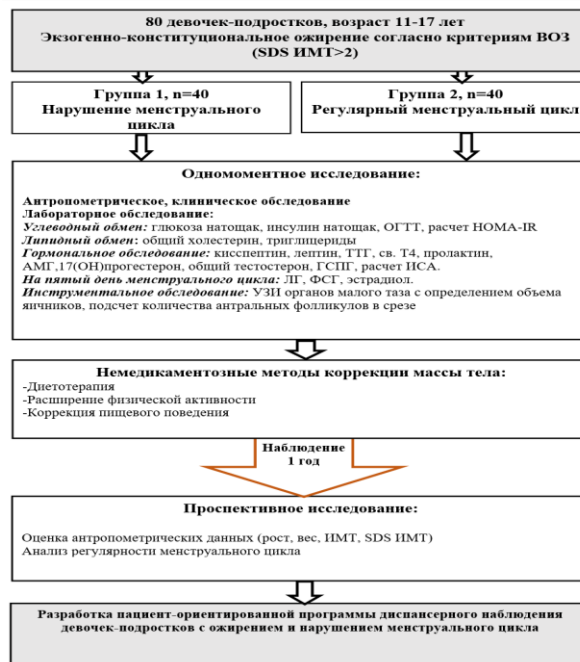 80 девочек-подростков, возраст 11-17 лет
Экзогенно-конституциональное ожирение согласно критериям ВОЗ
(SDS ИМТ>2)
Группа 1, n=40
Нарушение менструального
цикла
Группа 2, n=40
Регулярный менструальный цикл
Одномоментное исследование:
Антропометрическое, клиническое обследование
Лабораторное обследование:
Углеводный обмен: глюкоза натощак, инсулин натощак, ОГТТ, расчет HOMA-IR
Липидный обмен: общий холестерин, триглицериды
Гормональное обследование: кисспептин, лептин, ТТГ, св. Т4, пролактин,
АМГ,17(ОН)прогестерон, общий тестостерон, ГСПГ, расчет ИСА.
На пятый день менструального цикла: ЛГ, ФСГ, эстрадиол.
Инструментальное обследование: УЗИ органов малого таза с определением объема
яичников, подсчет количества антральных фолликулов в срезе
Немедикаментозные методы коррекции массы тела:
-Диетотерапия
-Расширение физической активности
-Коррекция пищевого поведения
Наблюдение
1 год
Проспективное исследование:
Оценка антропометрических данных (рост, вес, ИМТ, SDS ИМТ)
Анализ регулярности менструального цикла
Разработка пациент-ориентированной программы диспансерного наблюдения
девочек-подростков с ожирением и нарушением менструального цикла